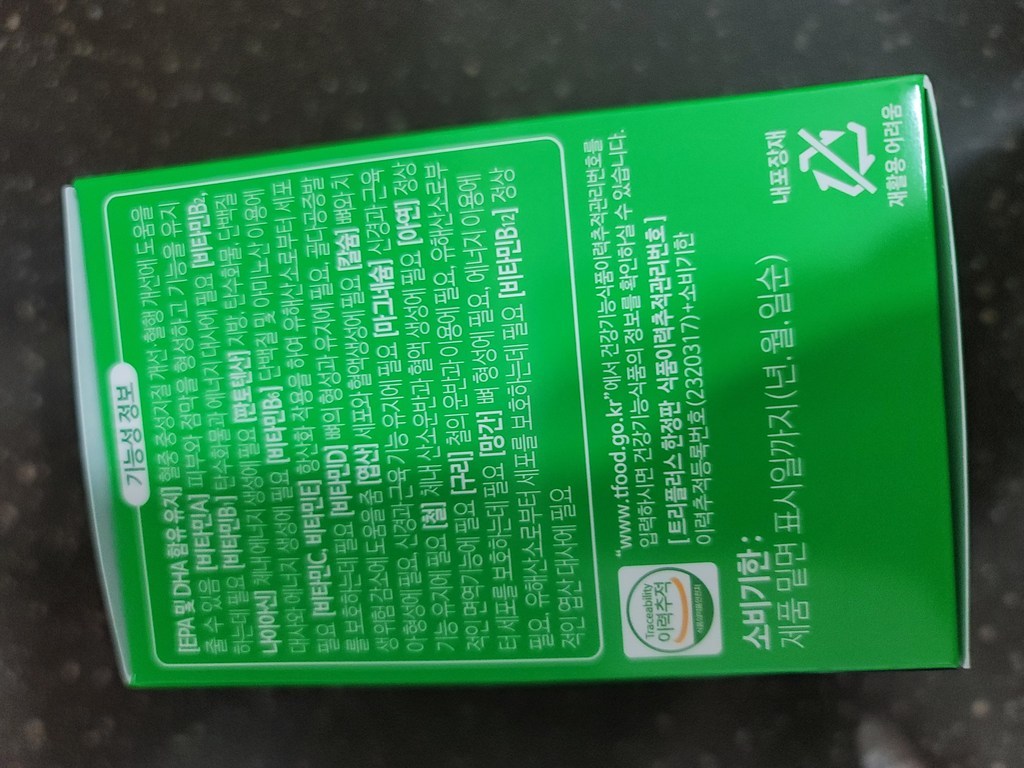 기능성 정보
[EPA 및 DHA 함유 유지] 혈중 중성지질 개선·혈행 개선에 도움을
줄 수 있음 [비타민A] 피부와 점막을 형성하고 기능을 유지
하는데 필요 [비타민B1] 탄수화물과 에너지 대사에 필요 [비타민B2,
나이아신] 체내 에너지 생성에 필요 [판토텐산] 지방, 탄수화물, 단백질
대사와 에너지 생성에 필요 [비타민B6] 단백질 및 아미노산 이용에
필요 [비타민C, 비타민E] 항산화 작용을 하여 유해산소로부터 세포
를 보호하는데 필요 [비타민D] 뼈의 형성과 유지에 필요, 골다공증발
생위험 감소에 도움을 줌 [엽산] 세포와 혈액생성에 필요 [칼슘] 뼈와 치
아 형성에 필요, 신경과 근육 기능 유지에 필요 [마그네슘] 신경과 근육
기능 유지에 필요 [철] 체내 산소운반과 혈액 생성에 필요 [아연] 정상
적인 면역기능에 필요 [구리] 철의 운반과 이용에 필요, 유해산소로부
터 세포를 보호하는데 필요 [망간] 뼈 형성에 필요, 에너지 이용에
필요, 유해산소로부터 세포를 보호하는데 필요 [비타민B12] 정상
적인 엽산 대사에 필요
Traceability
이력추적
"www.tfood.go.kr"에서 건강기능식품이력추적관리번호를
입력하시면 건강기능식품의 정보를 확인하실 수 있습니다.
[트리플러스 한정판 식품이력추적관리번호]
이력추적등록번호 (2320317)+소비기한
소비기한 :
제품 밑면 표시일까지(년.월.일순)
내포장재
재활용 어려움